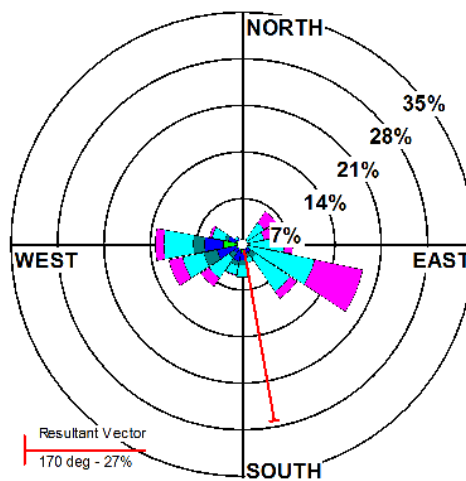 NORTH
35%
28%
21%
14%
7%
WEST
EAST
Resultant Vector
170 deg - 27%
SOUTH